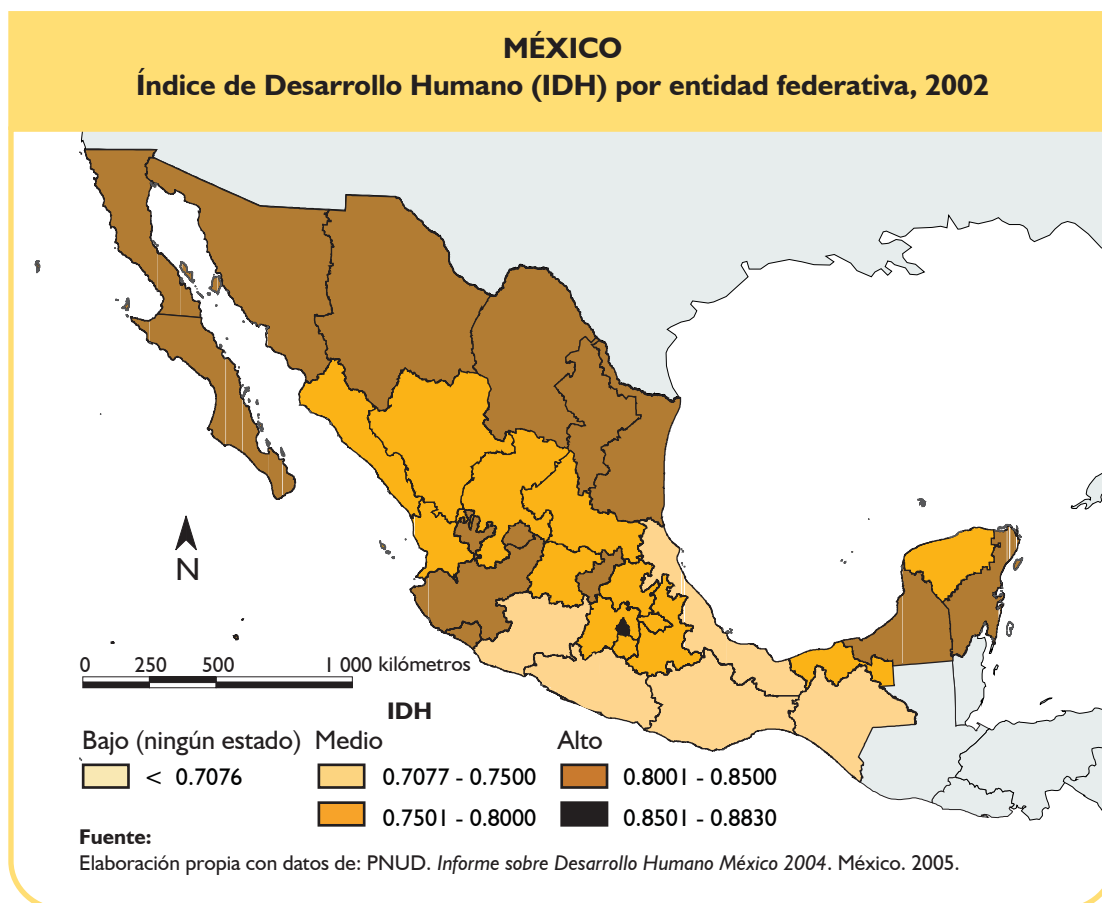 MÉXICO
Índice de Desarrollo Humano (IDH) por entidad federativa, 2002
N
0 250 500 1 000 kilómetros
IDH
Bajo (ningún estado) Medio Alto
< 0.7076 0.7077 - 0.7500 0.8001 - 0.8500
0.7501 - 0.8000 0.8501 - 0.8830
Fuente:
Elaboración propia con datos de: PNUD. Informe sobre Desarrollo Humano México 2004. México. 2005.